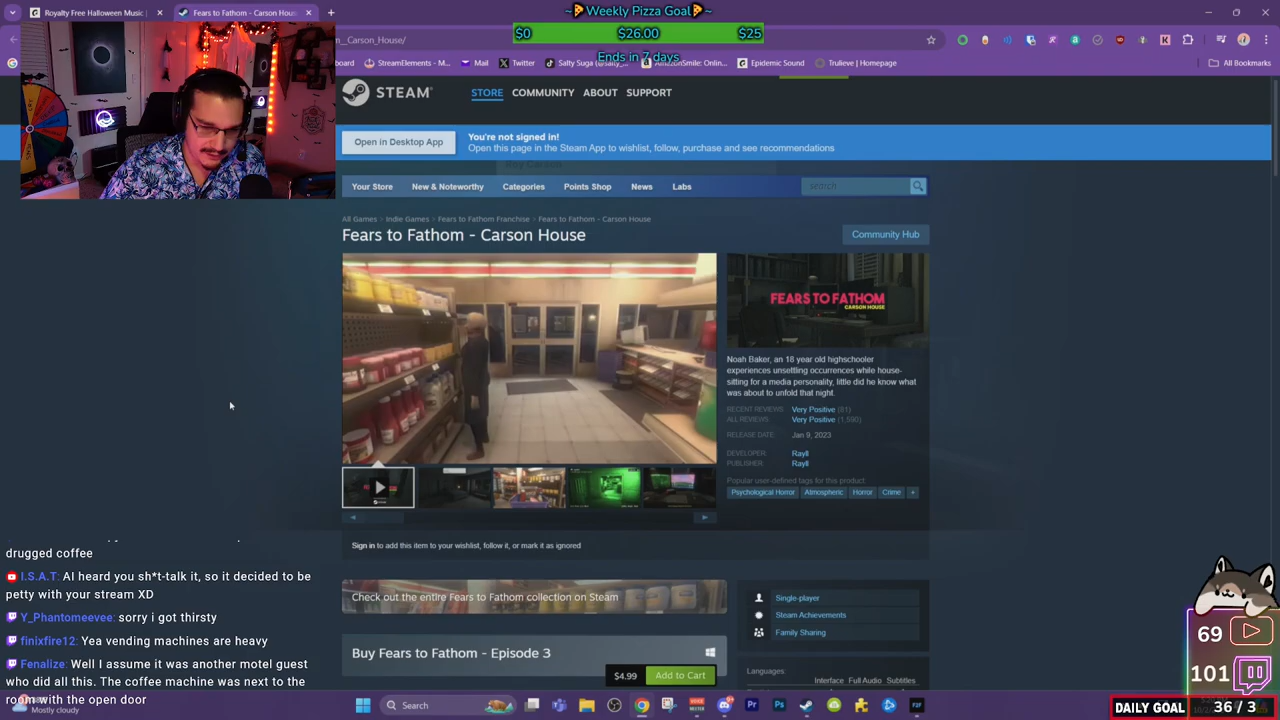 Royalty Free Halloween Music |
Fears to Fathom - Carson Hous
~🍕Weekly Pizza Goal🍕~
$0 $26.00 $25
Ends in 7 days
_Carson_House/
board
StreamElements - M...
Mail
Twitter
Salty Suga (@salty_...
AmazonSmile: Onlin...
Epidemic Sound
Trulieve | Homepage
All Bookmarks
STEAM®
STORE COMMUNITY ABOUT SUPPORT
Open in Desktop App
You're not signed in!
Open this page in the Steam App to wishlist, follow, purchase and see recommendations
Roy Carson
Your Store New & Noteworthy Categories Points Shop News Labs search
All Games > Indie Games > Fears to Fathom Franchise > Fears to Fathom - Carson House
Fears to Fathom - Carson House
Community Hub
FEARS TO FATHOM
CARSON HOUSE
Noah Baker, an 18 year old highschooler
experiences unsettling occurrences while house-
sitting for a media personality, little did he know what
was about to unfold that night.
RECENT REVIEWS: Very Positive (81)
ALL REVIEWS: Very Positive (1,590)
RELEASE DATE: Jan 9, 2023
DEVELOPER: Rayll
PUBLISHER: Rayll
Popular user-defined tags for this product:
Psychological Horror Atmospheric Horror Crime +
Sign in to add this item to your wishlist, follow it, or mark it as ignored
Check out the entire Fears to Fathom collection on Steam
Single-player
Steam Achievements
Family Sharing
Buy Fears to Fathom - Episode 3
$4.99 Add to Cart
Languages:
Interface Full Audio Subtitles
drugged coffee
I.S.A.T.: AI heard you sh*t-talk it, so it decided to be
petty with your stream XD
Y_Phantomeevee: sorry i got thirsty
finixfire12: Yea vending machines are heavy
Fenalize: Well I assume it was another motel guest
who did
The coffee machine was next to the
room with the open door
Mostly cloudy
Search
69
101
DAILY GOAL 36 / 3